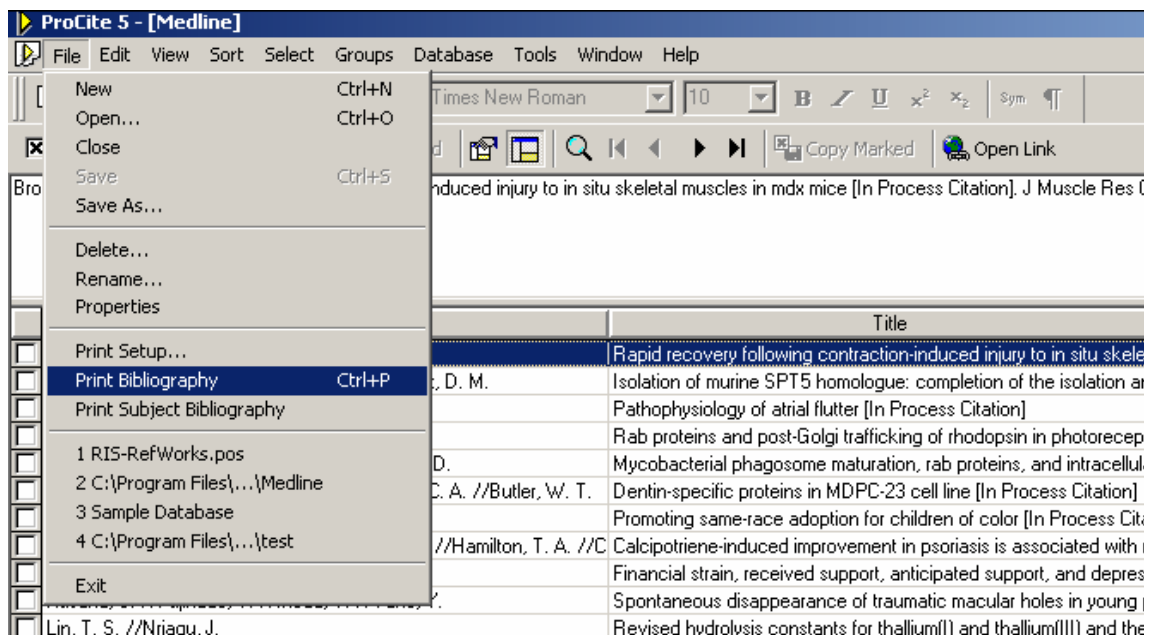 ProCite 5 - [Medline]
File Edit View Sort Select Groups Database Tools Window Help
New Ctrl+N
Times New Roman 10 B I U x² x₂ Sym ¶
Open... Ctrl+O
Close
Copy Marked Open Link
Save Ctrl+S
Bro induced injury to in situ skeletal muscles in mdx mice [In Process Citation]. J Muscle Res
Save As...
Delete...
Rename...
Properties
Title
Print Setup...
Rapid recovery following contraction-induced injury to in situ skele
Print Bibliography Ctrl+P
, D. M. Isolation of murine SPT5 homologue: completion of the isolation
Print Subject Bibliography
Pathophysiology of atrial flutter [In Process Citation]
Rab proteins and post-Golgi trafficking of rhodopsin in photorecep
1 RIS-RefWorks.pos
D. Mycobacterial phagosome maturation, rab proteins, and intracellul
2 C:\Program Files\...\Medline
C. A. //Butler, W. T. Dentin-specific proteins in MDPC-23 cell line [In Process Citation]
3 Sample Database
Promoting same-race adoption for children of color [In Process Cit
4 C:\Program Files\...\test
//Hamilton, T. A. //C Calcipotriene-induced improvement in psoriasis is associated with
Financial strain, received support, anticipated support, and depres
Exit
Y. Spontaneous disappearance of traumatic macular holes in young
Lin, T. S. //Nriagu, J. Revised hydrolysis constants for thallium(I) and thallium(III) and the